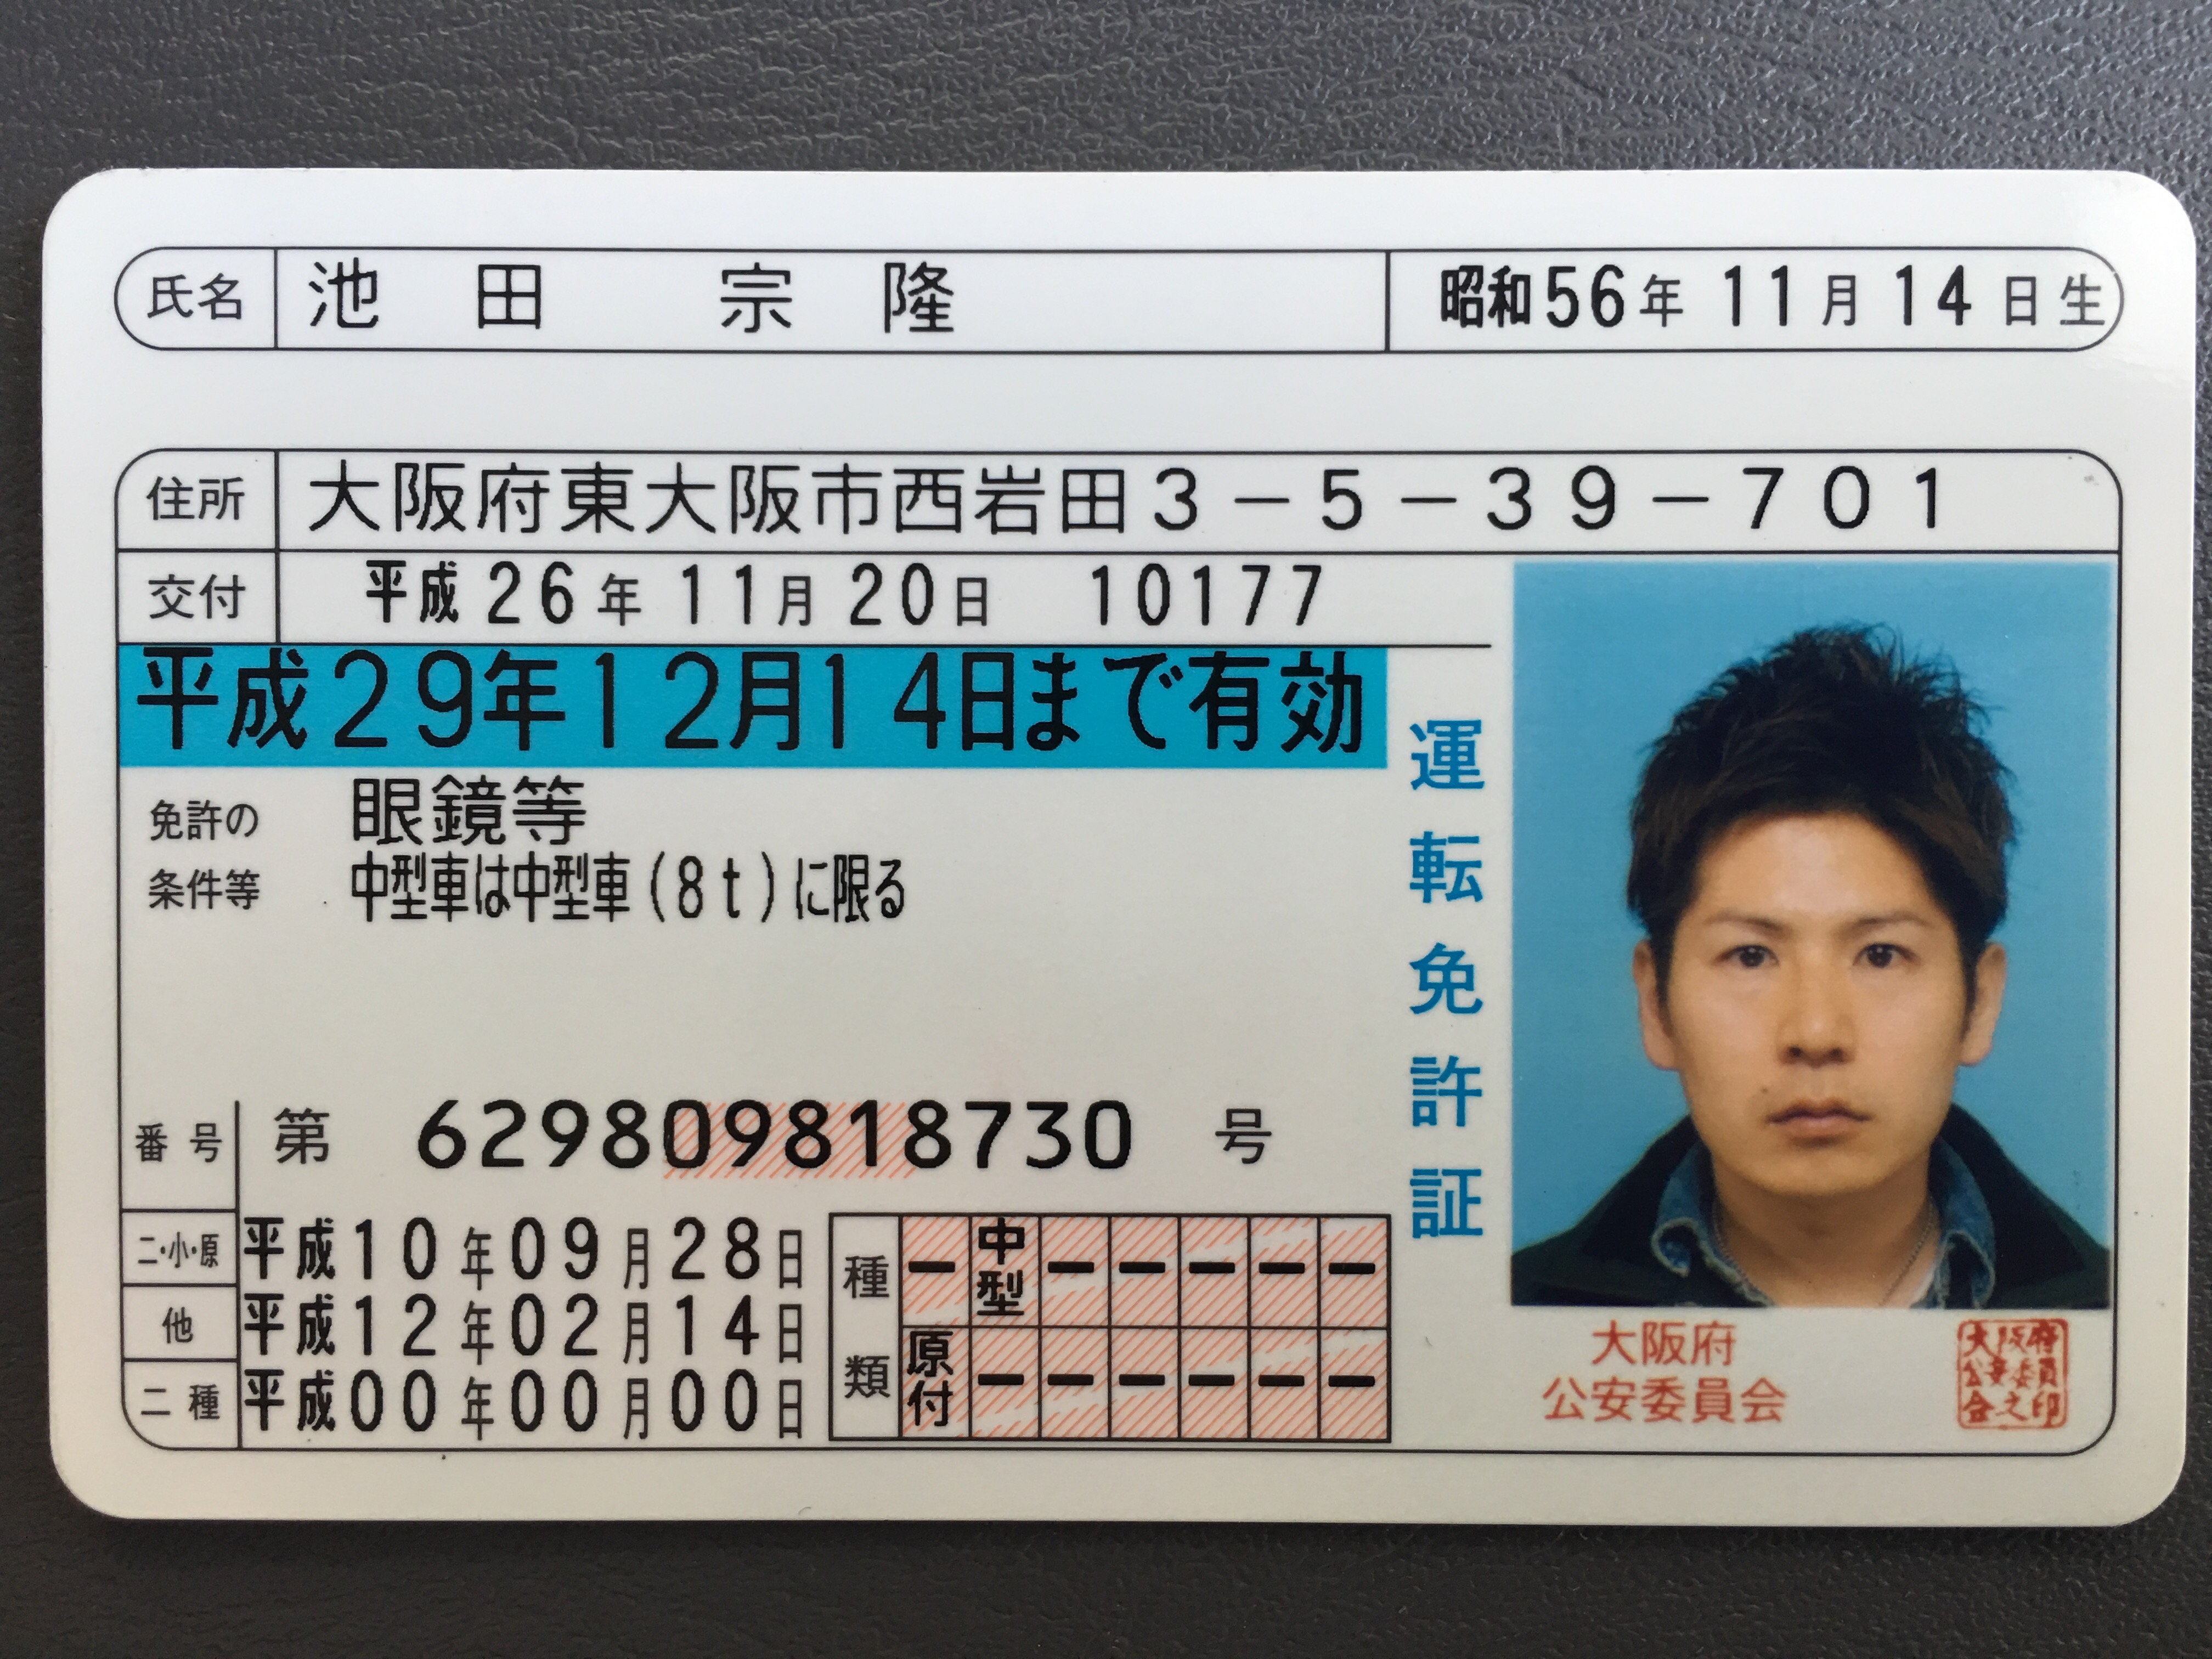 氏名 池田 宗隆 昭和56年11月14日生
住所 大阪府東大阪市西岩田3-5-39-701
交付 平成26年11月20日 10177
平成29年12月14日まで有効
免許の 眼鏡等
条件等 中型車は中型車(8t)に限る
運転免許証
番号 第 629809818730 号
二・小・原 平成10年09月28日
他 平成12年02月14日
二種 平成00年00月00日
種類 ー 中型 ー ー ー ー ー
原付 ー ー ー ー ー ー
大阪府
公安委員会
大阪府公安委員会之印